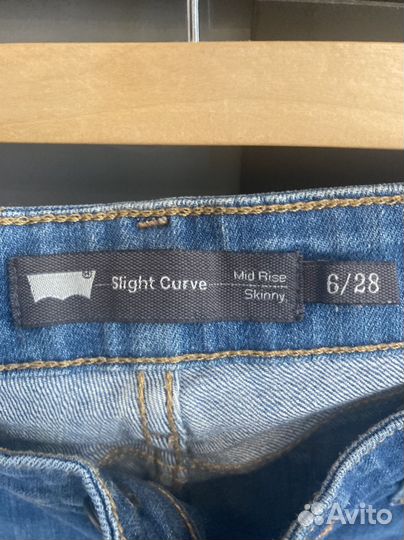 Slight Curve
Mid Rise
Skinny
6/28
Avito